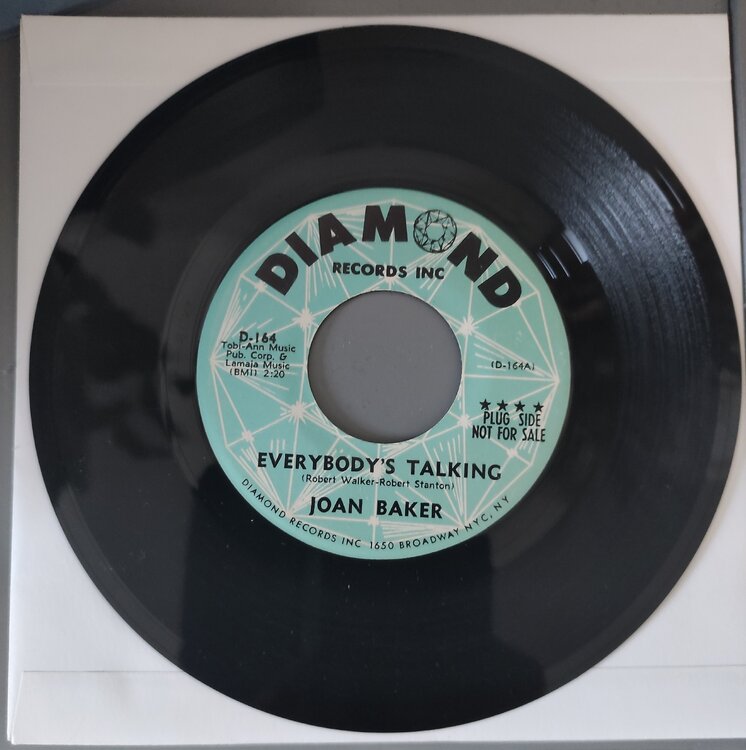 DIAMOND
RECORDS INC
D-164
Tobi-Ann Music
Pub. Corp. &
Lamaja Music
(BMI) 2:20
(D-164A)
★★★★
PLUG SIDE
NOT FOR SALE
EVERYBODY'S TALKING
(Robert Walker-Robert Stanton)
JOAN BAKER
DIAMOND RECORDS INC 1650 BROADWAY NYC, NY